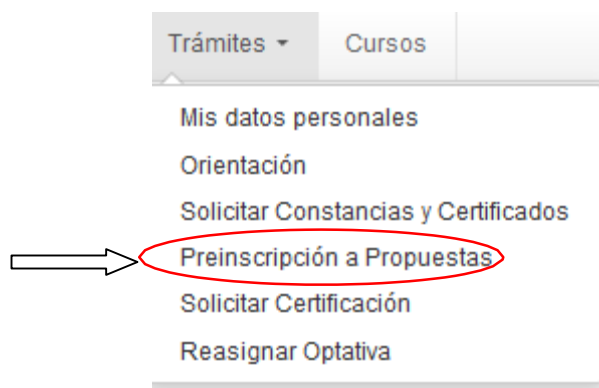 Trámites Cursos
Mis datos personales
Orientación
Solicitar Constancias y Certificados
Preinscripción a Propuestas
Solicitar Certificación
Reasignar Optativa